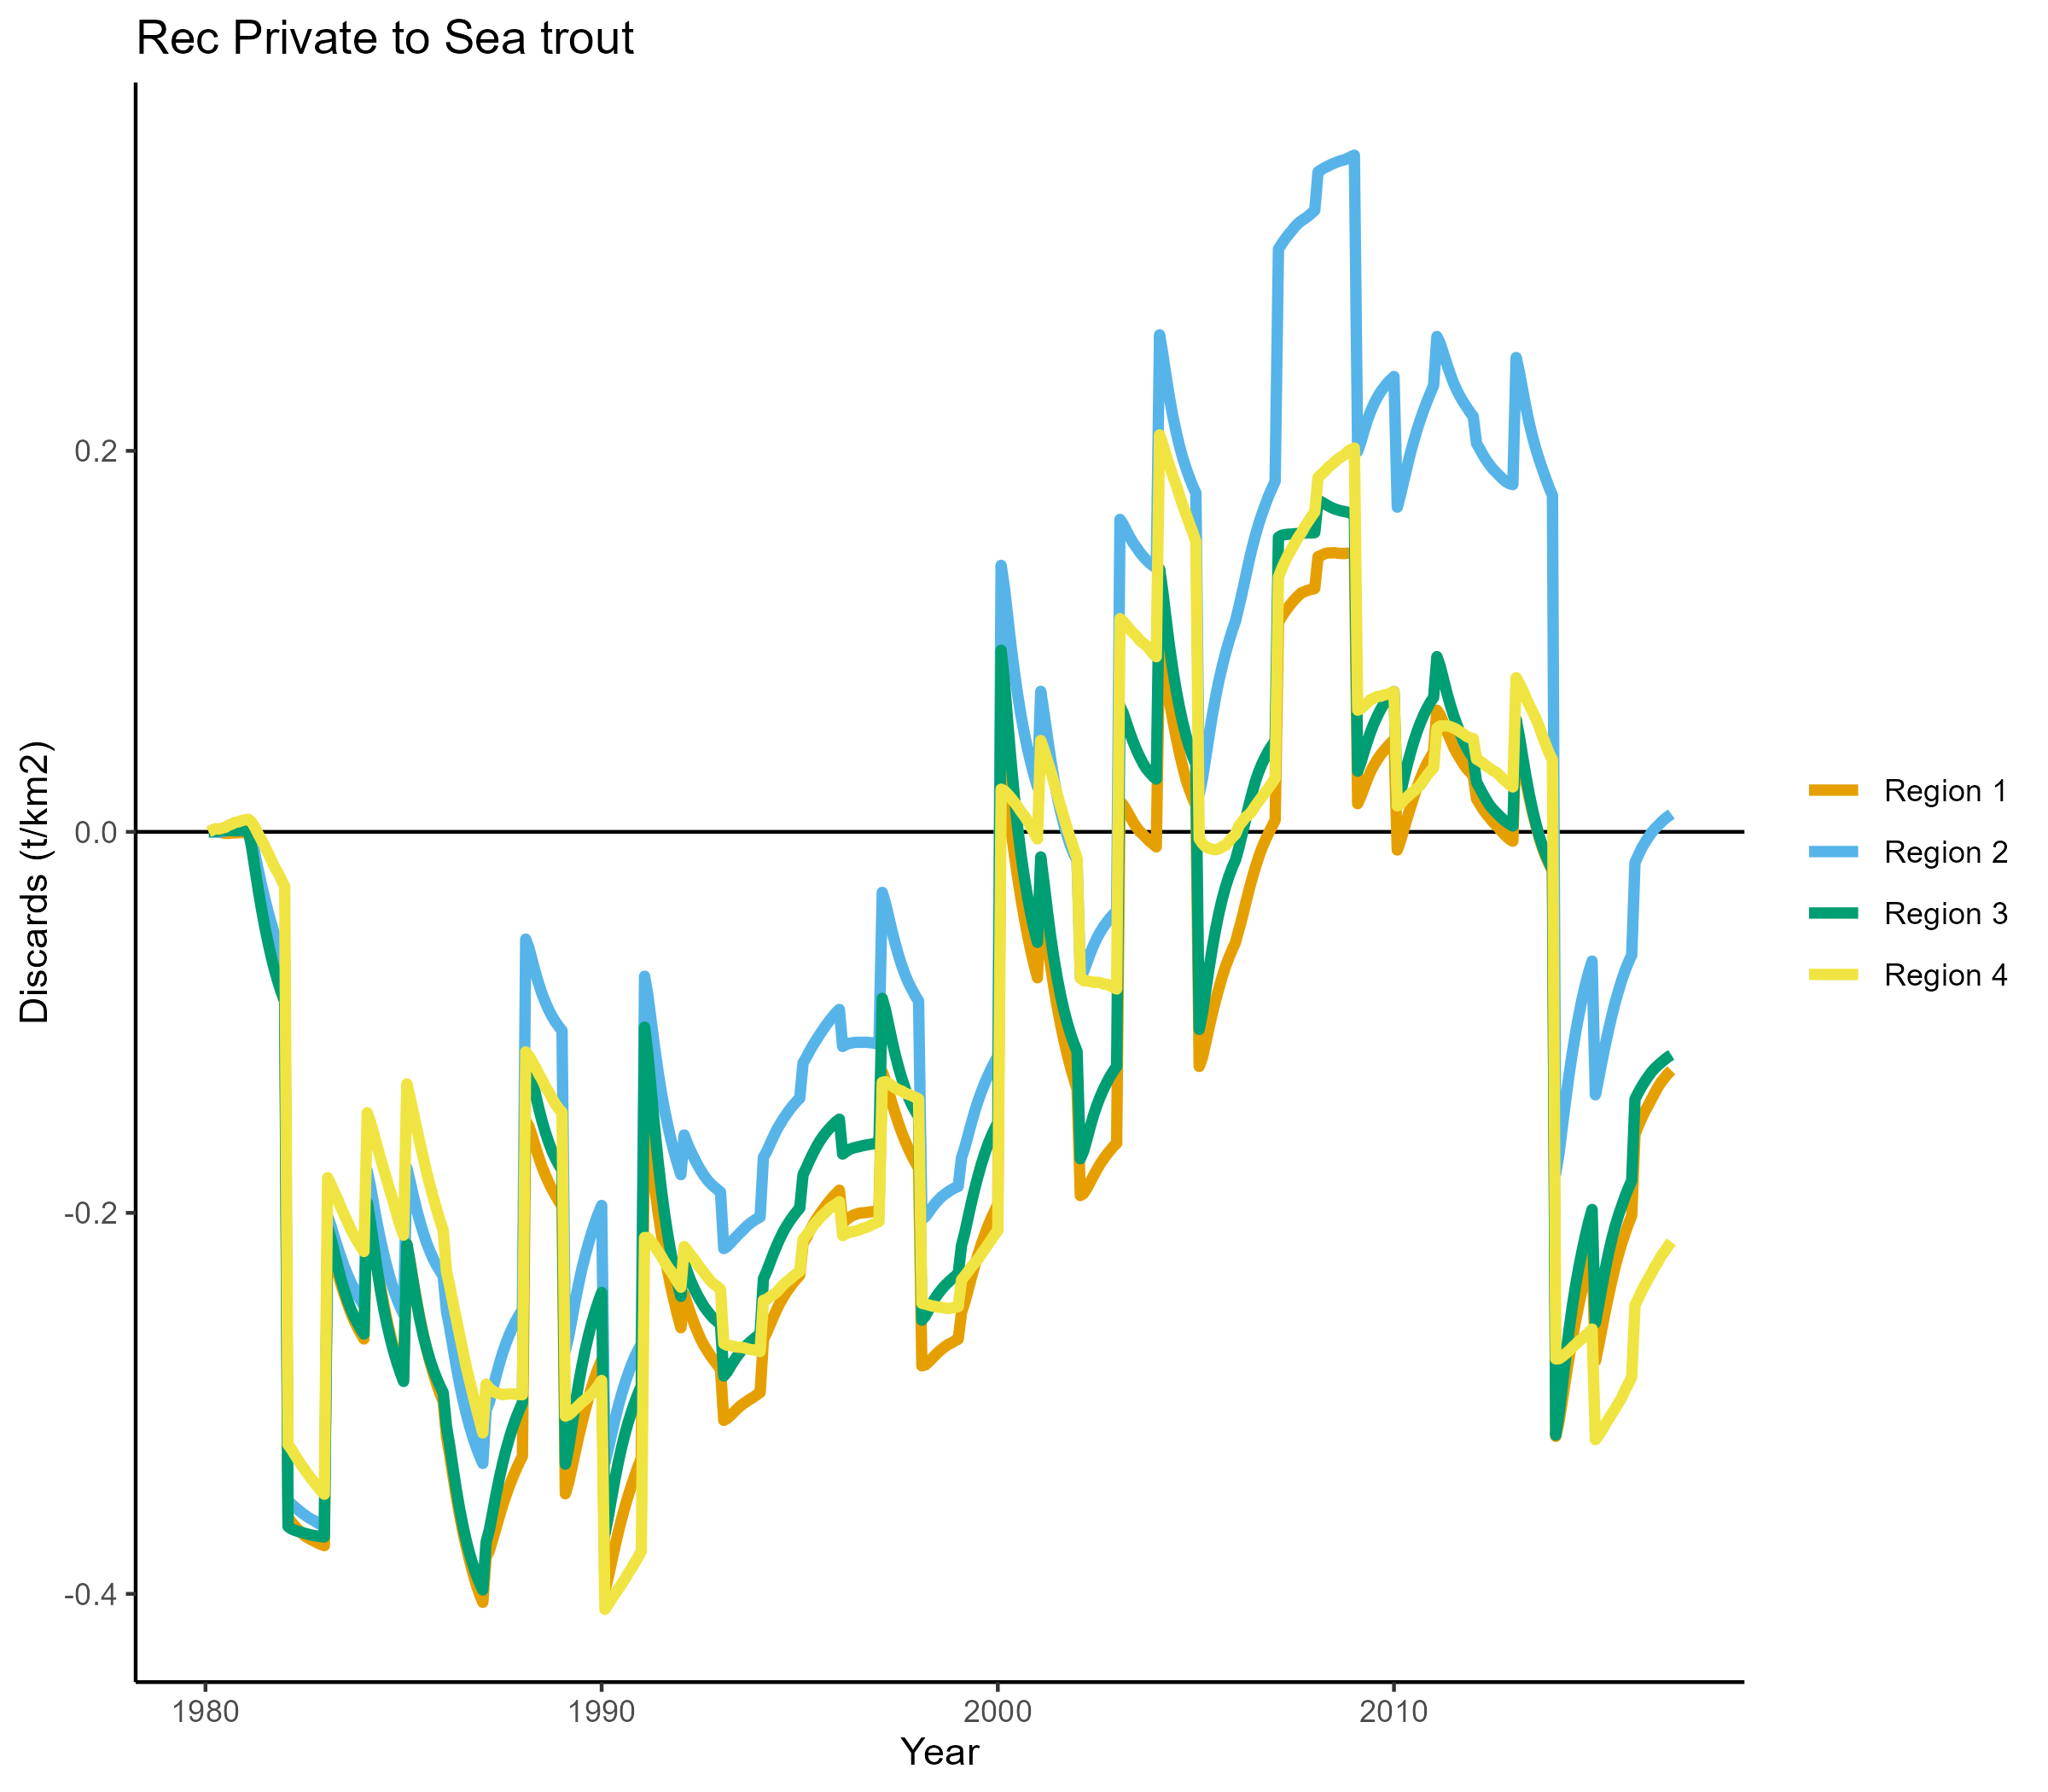 Rec Private to Sea trout
Discards (t/km2)
0.2
0.0
-0.2
-0.4
1980
1990
2000
2010
Year
Region 1
Region 2
Region 3
Region 4